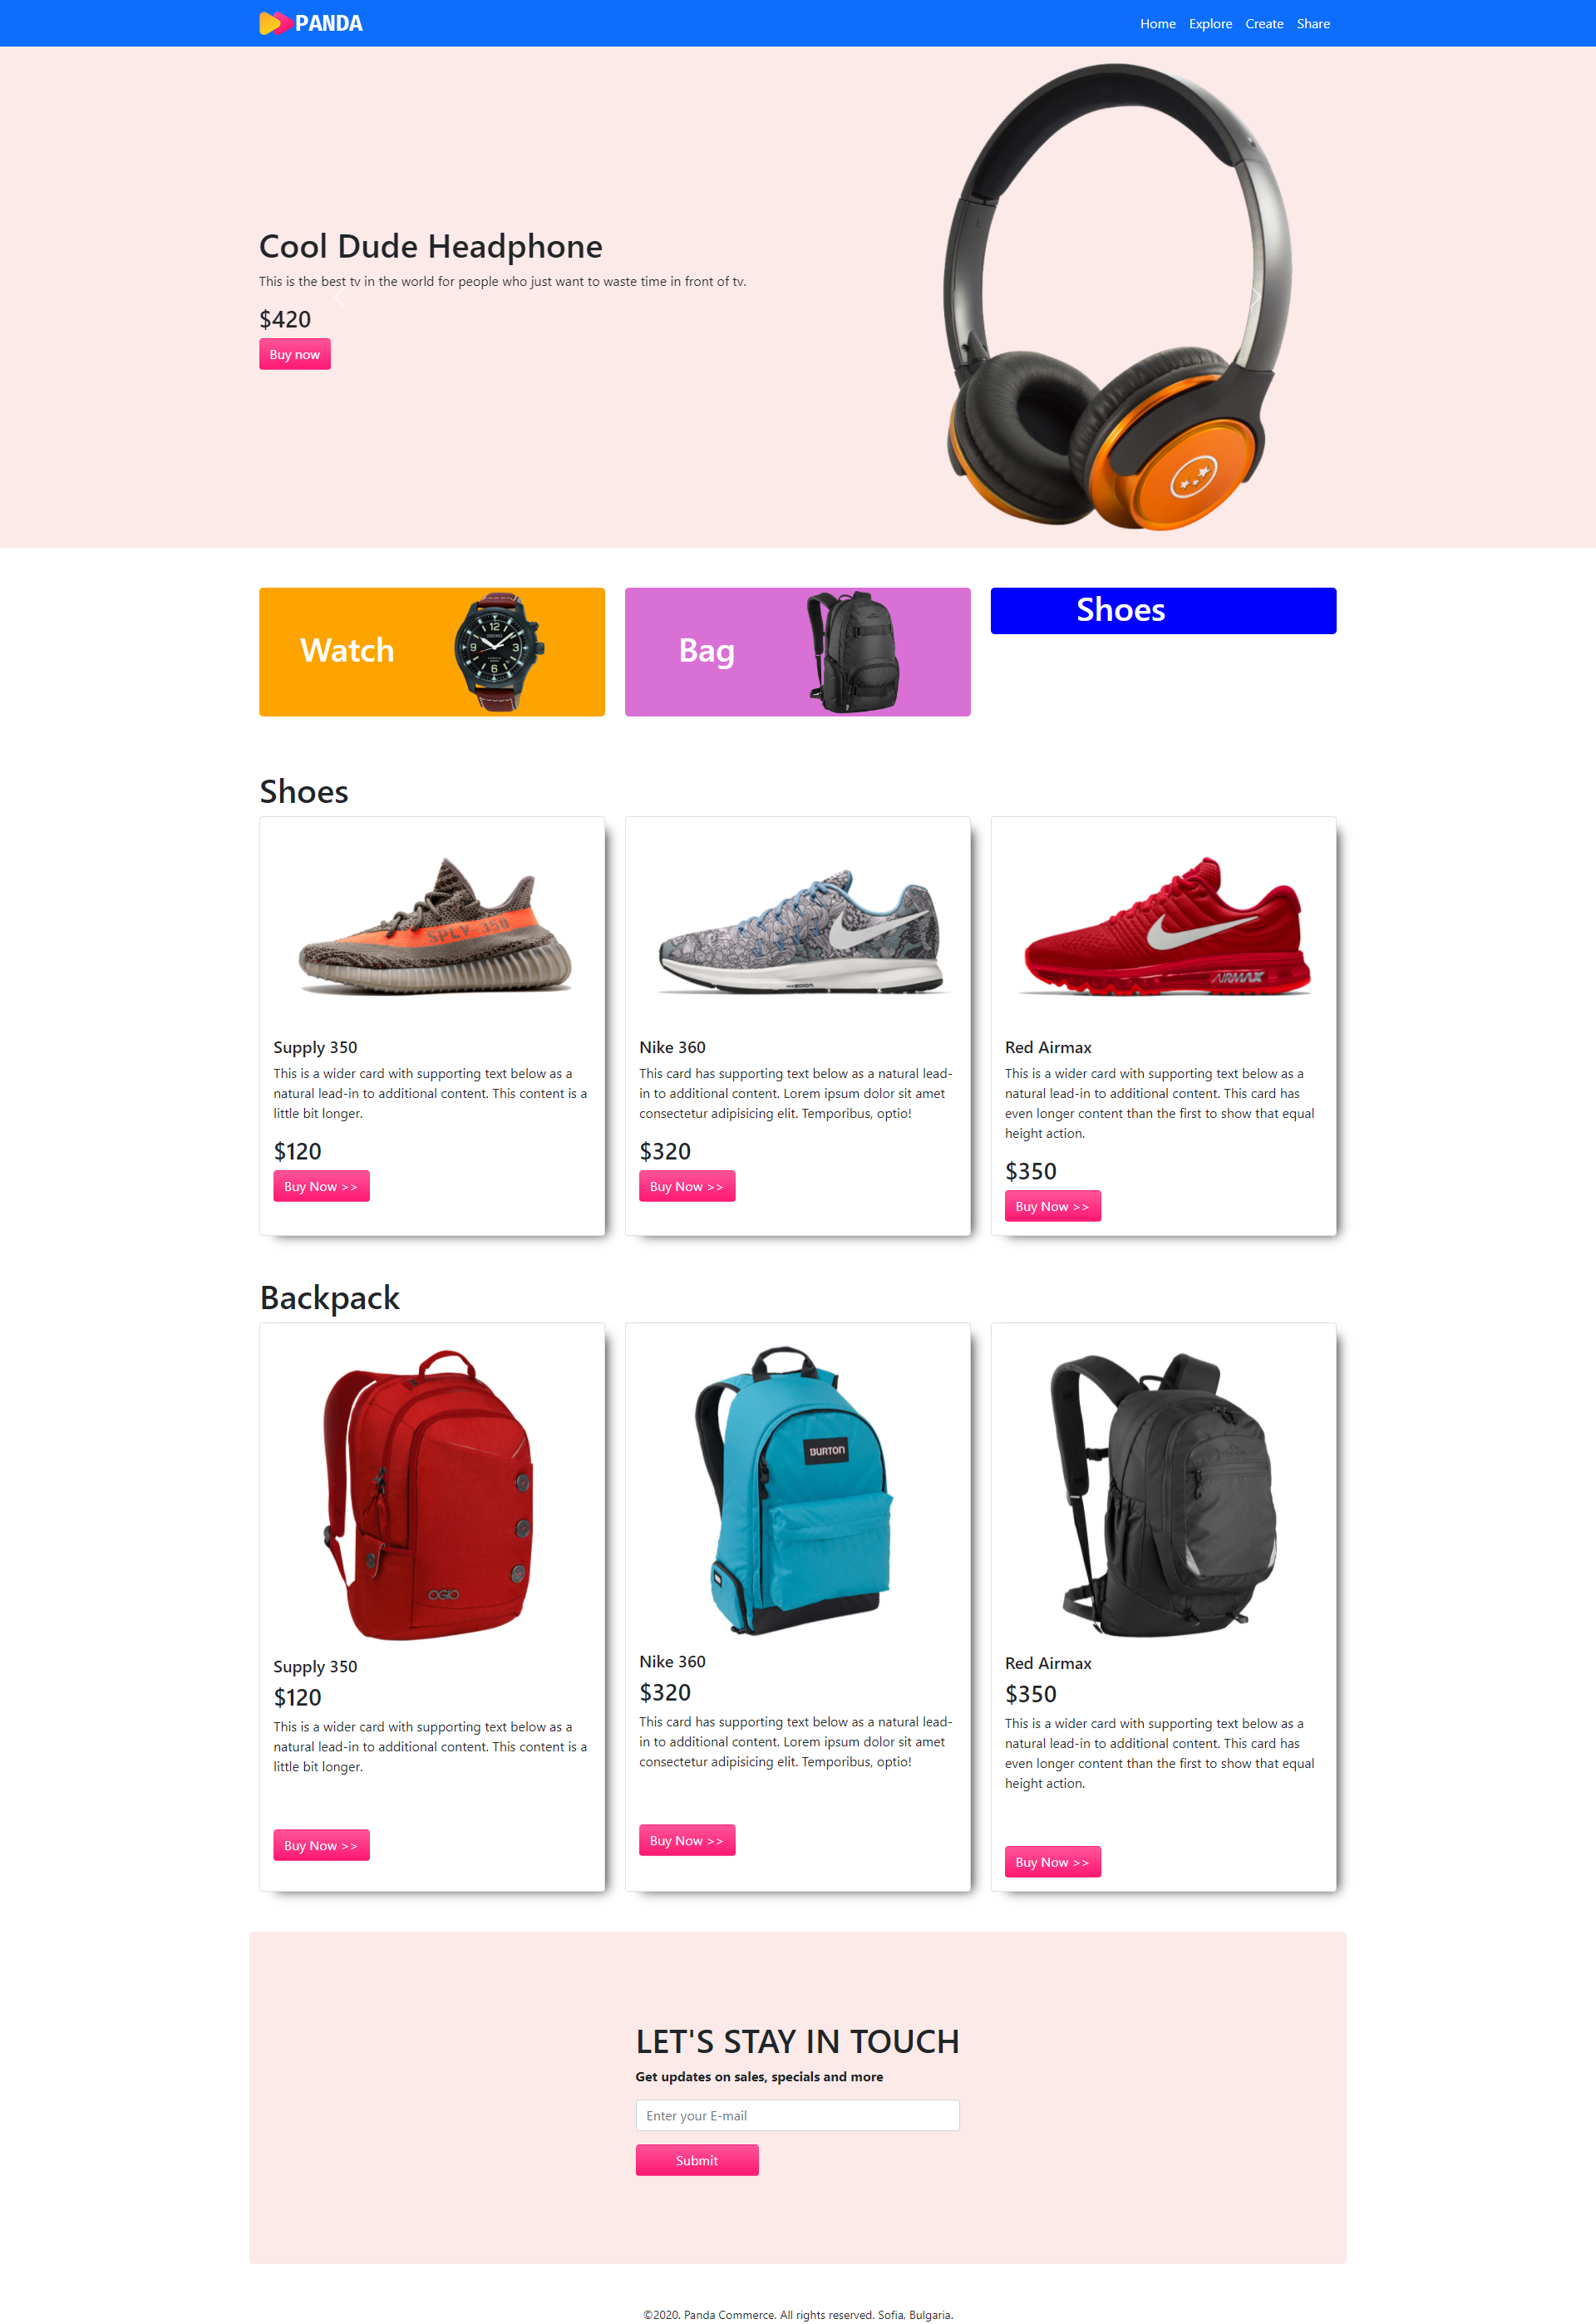 PANDA
Home Explore Create Share
Cool Dude Headphone
This is the best tv in the world for people who just want to waste time in front of tv.
$420
Buy now
Watch
Bag
Shoes
Shoes
SPLY-350
Supply 350
This is a wider card with supporting text below as a
natural lead-in to additional content. This content is a
little bit longer.
$120
Buy Now >>
Nike 360
This card has supporting text below as a natural lead-
in to additional content. Lorem ipsum dolor sit amet
consectetur adipisicing elit. Temporibus, optio!
$320
Buy Now >>
AIRMAX
Red Airmax
This is a wider card with supporting text below as a
natural lead-in to additional content. This card has
even longer content than the first to show that equal
height action.
$350
Buy Now >>
Backpack
OGIO
Supply 350
$120
This is a wider card with supporting text below as a
natural lead-in to additional content. This content is a
little bit longer.
Buy Now >>
BURTON
Nike 360
$320
This card has supporting text below as a natural lead-
in to additional content. Lorem ipsum dolor sit amet
consectetur adipisicing elit. Temporibus, optio!
Buy Now >>
Red Airmax
$350
This is a wider card with supporting text below as a
natural lead-in to additional content. This card has
even longer content than the first to show that equal
height action.
Buy Now >>
LET'S STAY IN TOUCH
Get updates on sales, specials and more
Enter your E-mail
Submit
©2020. Panda Commerce. All rights reserved. Sofia, Bulgaria.